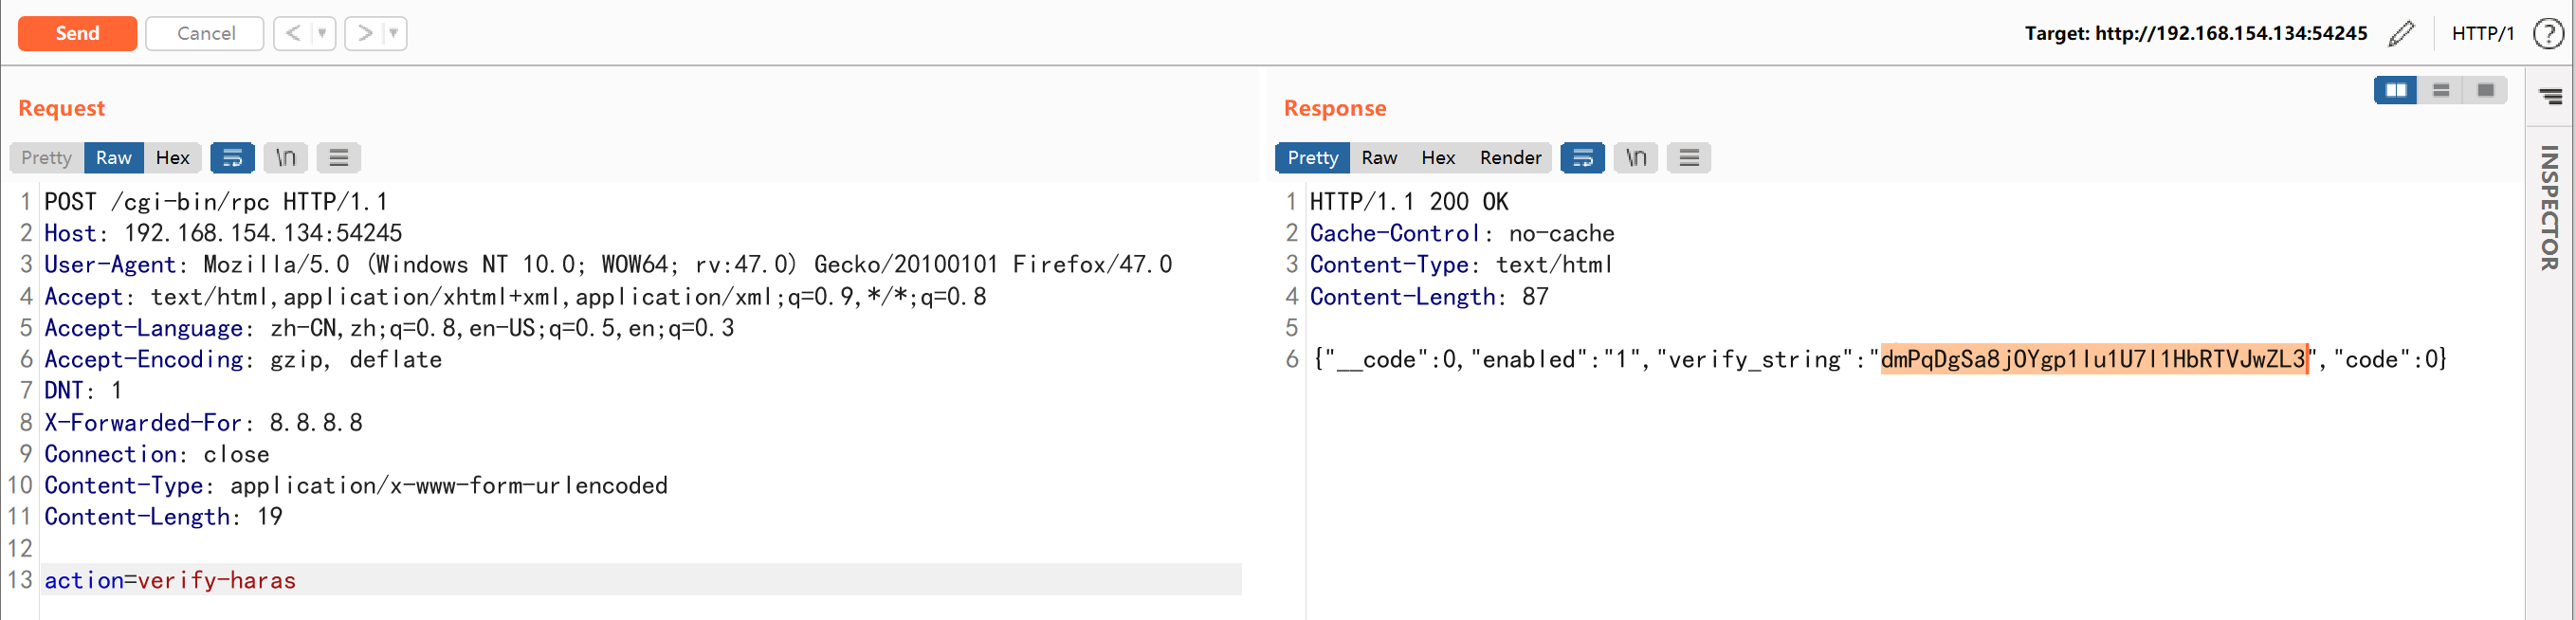 Send Cancel < > Target: http://192.168.154.134:54245 HTTP/1 ?
Request
Pretty Raw Hex \n
1 POST /cgi-bin/rpc HTTP/1.1
2 Host: 192.168.154.134:54245
3 User-Agent: Mozilla/5.0 (Windows NT 10.0; WOW64; rv:47.0) Gecko/20100101 Firefox/47.0
4 Accept: text/html,application/xhtml+xml,application/xml;q=0.9,*/*;q=0.8
5 Accept-Language: zh-CN,zh;q=0.8,en-US;q=0.5,en;q=0.3
6 Accept-Encoding: gzip, deflate
7 DNT: 1
8 X-Forwarded-For: 8.8.8.8
9 Connection: close
10 Content-Type: application/x-www-form-urlencoded
11 Content-Length: 19
12
13 action=verify-haras
Response
Pretty Raw Hex Render \n
1 HTTP/1.1 200 OK
2 Cache-Control: no-cache
3 Content-Type: text/html
4 Content-Length: 87
5
6 {"__code":0,"enabled":"1","verify_string":"dmPqDgSa8jOYgp1Iu1U7I1HbRTVJwZL3","code":0}
INSPECTOR